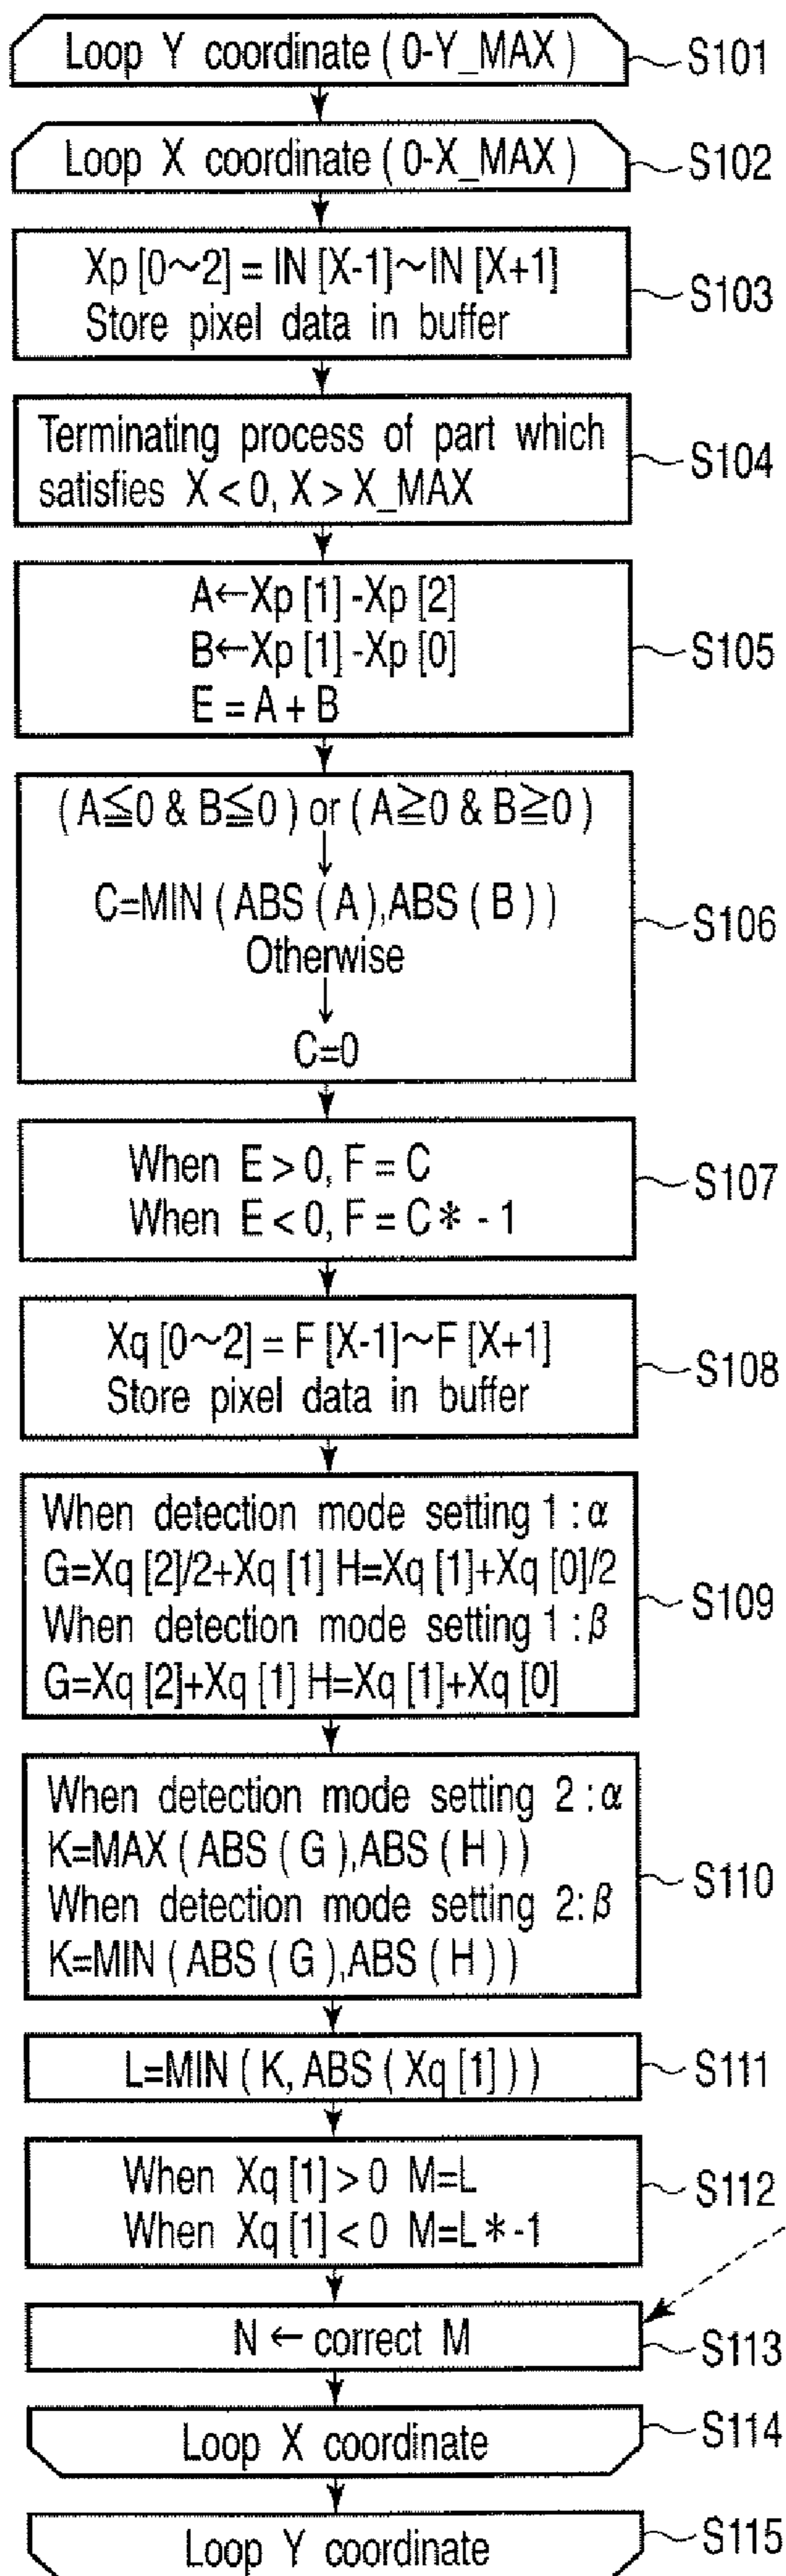 Loop Y coordinate ( 0-Y_MAX )
S101
Loop X coordinate ( 0-X_MAX )
S102
Xp [0～2] = IN [X-1]～IN [X+1]
Store pixel data in buffer
S103
Terminating process of part which
satisfies X < 0, X > X_MAX
S104
A←Xp [1] -Xp [2]
B←Xp [1] -Xp [0]
E = A + B
S105
( A≦0 & B≦0 ) or ( A≧0 & B≧0 )
↓
C=MIN ( ABS ( A ),ABS ( B ) )
Otherwise
↓
C=0
S106
When E > 0, F = C
When E < 0, F = C * - 1
S107
Xq [0～2] = F [X-1]～F [X+1]
Store pixel data in buffer
S108
When detection mode setting 1 : α
G=Xq [2]/2+Xq [1] H=Xq [1]+Xq [0]/2
When detection mode setting 1 : β
G=Xq [2]+Xq [1] H=Xq [1]+Xq [0]
S109
When detection mode setting 2 : α
K=MAX ( ABS ( G ),ABS ( H ) )
When detection mode setting 2: β
K=MIN ( ABS ( G ),ABS ( H ) )
S110
L=MIN ( K, ABS ( Xq [1] ) )
S111
When Xq [1] > 0 M=L
When Xq [1] < 0 M=L * -1
S112
N ← correct M
S113
Loop X coordinate
S114
Loop Y coordinate
S115